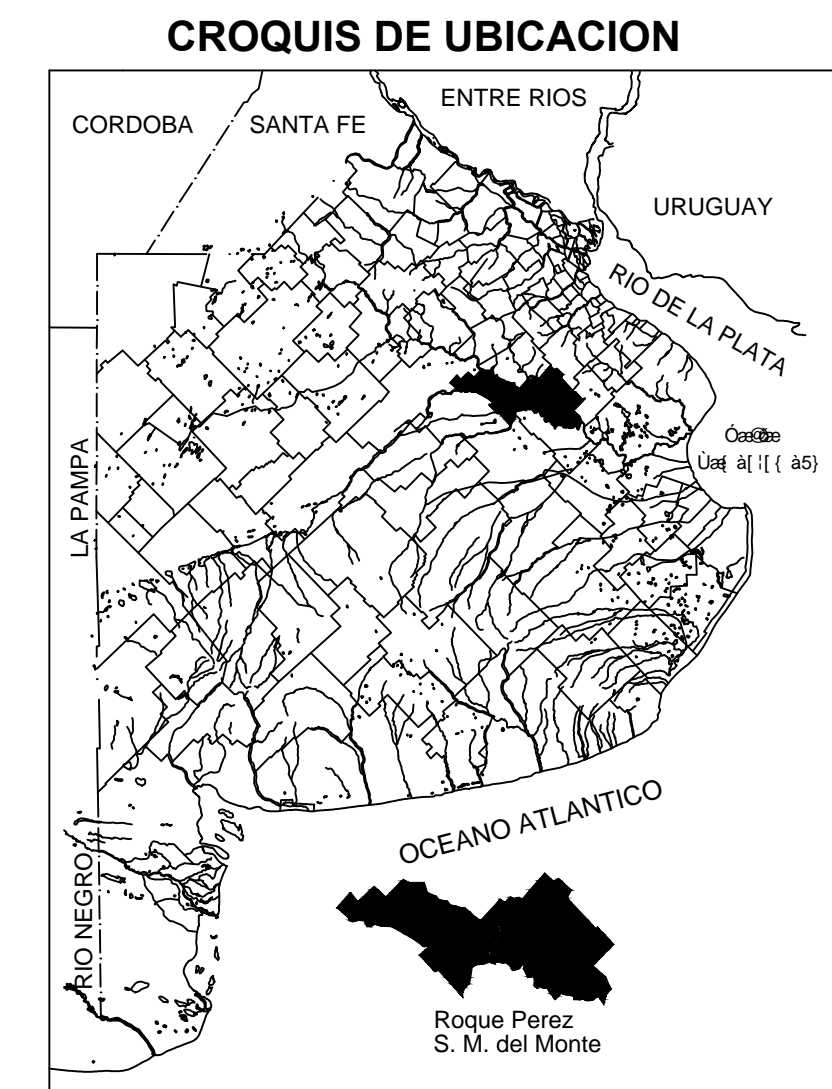 CROQUIS DE UBICACION
ENTRE RIOS
CORDOBA
SANTA FE
URUGUAY
RIO DE LA PLATA
LA PAMPA
OCEANO ATLANTICO
RIO NEGRO
Roque Perez
S. M. del Monte